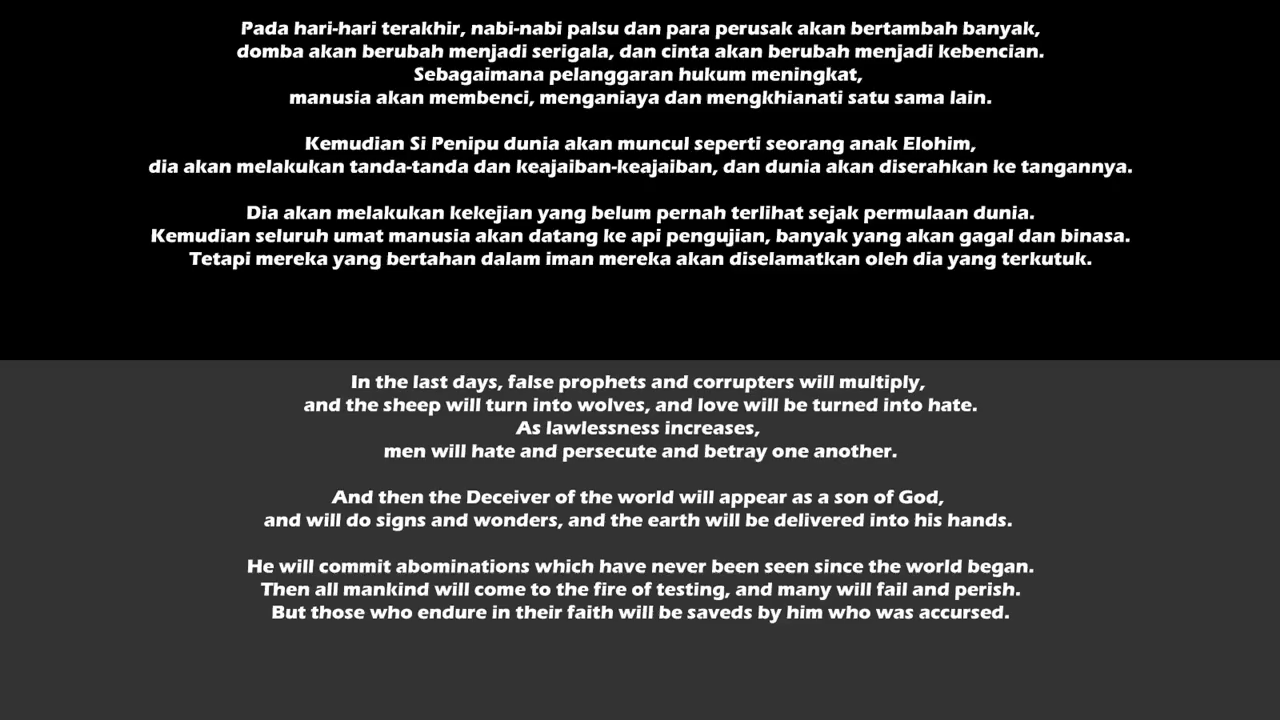 Pada hari-hari terakhir, nabi-nabi palsu dan para perusak akan bertambah banyak,
domba akan berubah menjadi serigala, dan cinta akan berubah menjadi kebencian.
Sebagaimana pelanggaran hukum meningkat,
manusia akan membenci, menganiaya dan mengkhianati satu sama lain.
Kemudian Si Penipu dunia akan muncul seperti seorang anak Elohim,
dia akan melakukan tanda-tanda dan keajaiban-keajaiban, dan dunia akan diserahkan ke tangannya.
Dia akan melakukan kekejian yang belum pernah terlihat sejak permulaan dunia.
Kemudian seluruh umat manusia akan datang ke api pengujian, banyak yang akan gagal dan binasa.
Tetapi mereka yang bertahan dalam iman mereka akan diselamatkan oleh dia yang terkutuk.
In the last days, false prophets and corrupters will multiply,
and the sheep will turn into wolves, and love will be turned into hate.
As lawlessness increases,
men will hate and persecute and betray one another.
And then the Deceiver of the world will appear as a son of God,
and will do signs and wonders, and the earth will be delivered into his hands.
He will commit abominations which have never been seen since the world began.
Then all mankind will come to the fire of testing, and many will fail and perish.
But those who endure in their faith will be saveds by him who was accursed.